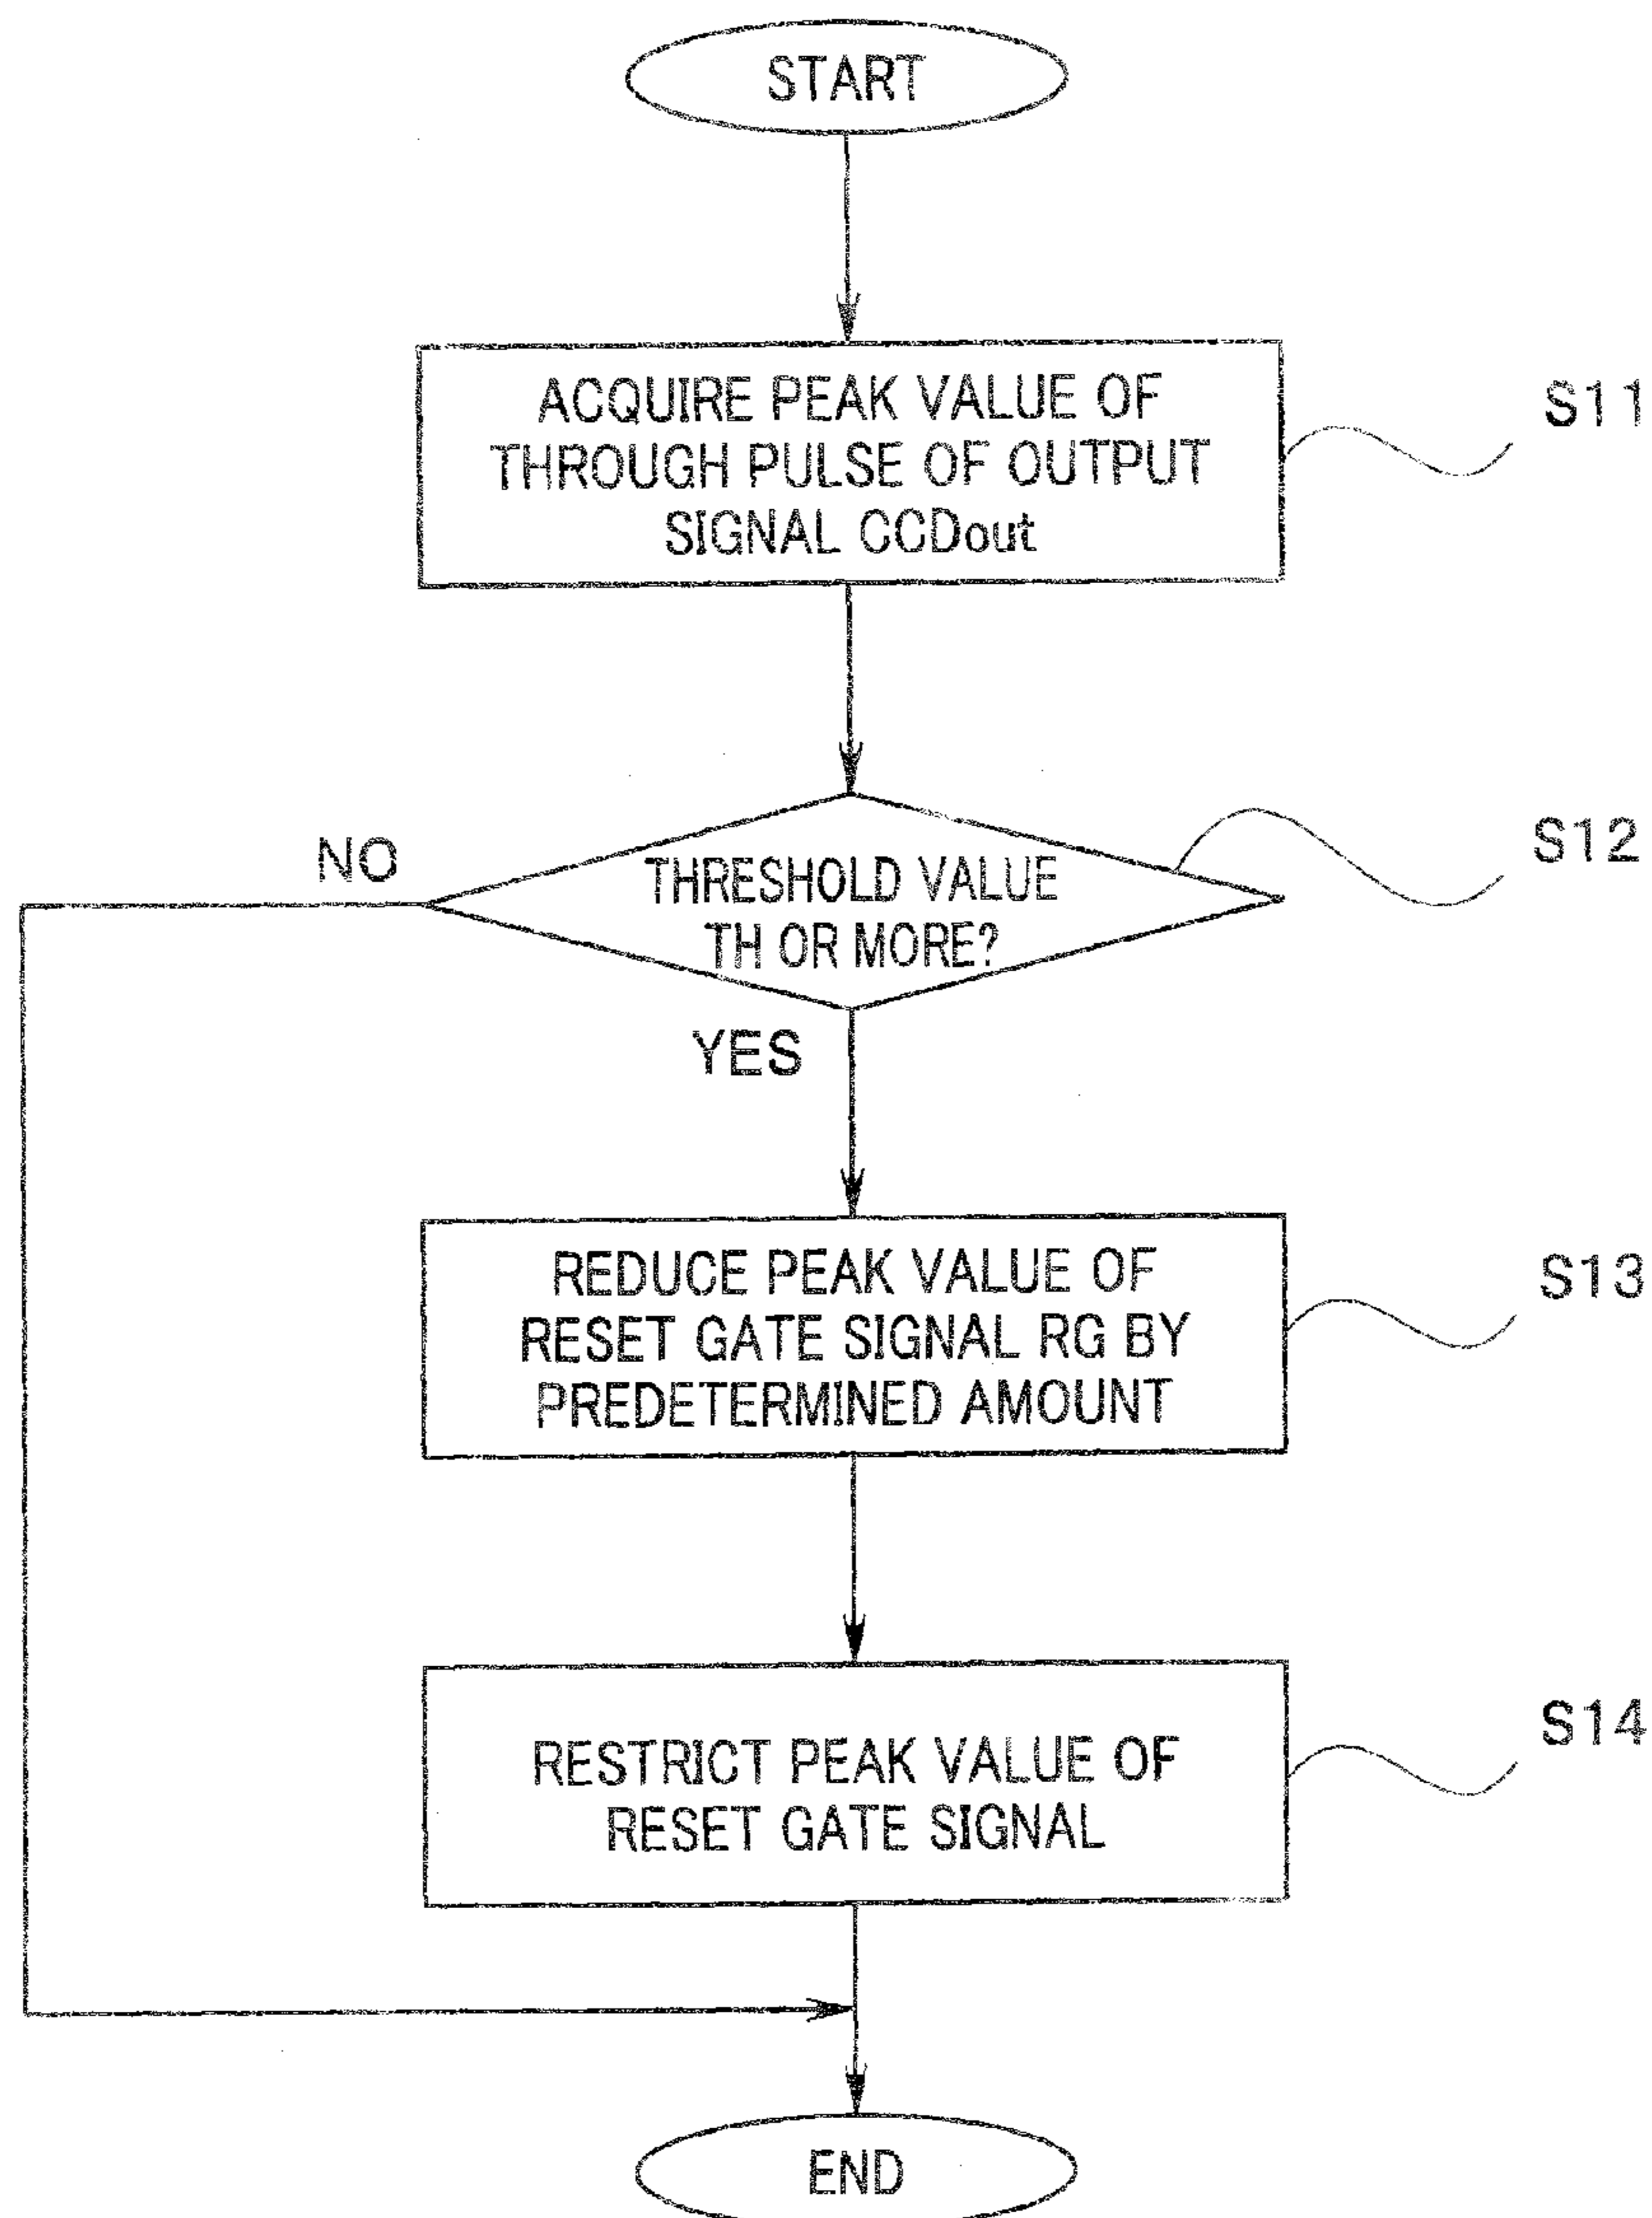 START
ACQUIRE PEAK VALUE OF
THROUGH PULSE OF OUTPUT
SIGNAL CCDout
S11
NO
THRESHOLD VALUE
TH OR MORE?
S12
YES
REDUCE PEAK VALUE OF
RESET GATE SIGNAL RG BY
PREDETERMINED AMOUNT
S13
RESTRICT PEAK VALUE OF
RESET GATE SIGNAL
S14
END